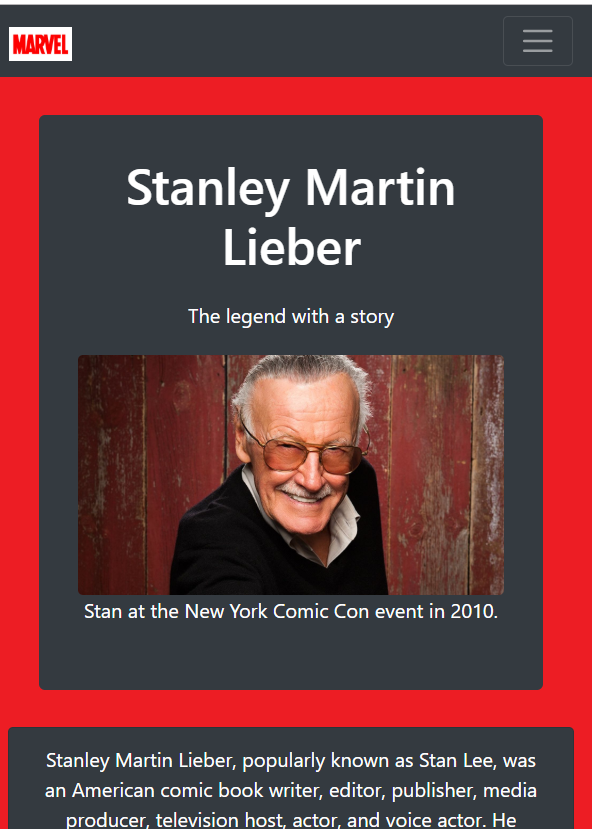 MARVEL
Stanley Martin
Lieber
The legend with a story
Stan at the New York Comic Con event in 2010.
Stanley Martin Lieber, popularly known as Stan Lee, was
an American comic book writer, editor, publisher, media
producer, television host, actor, and voice actor. He